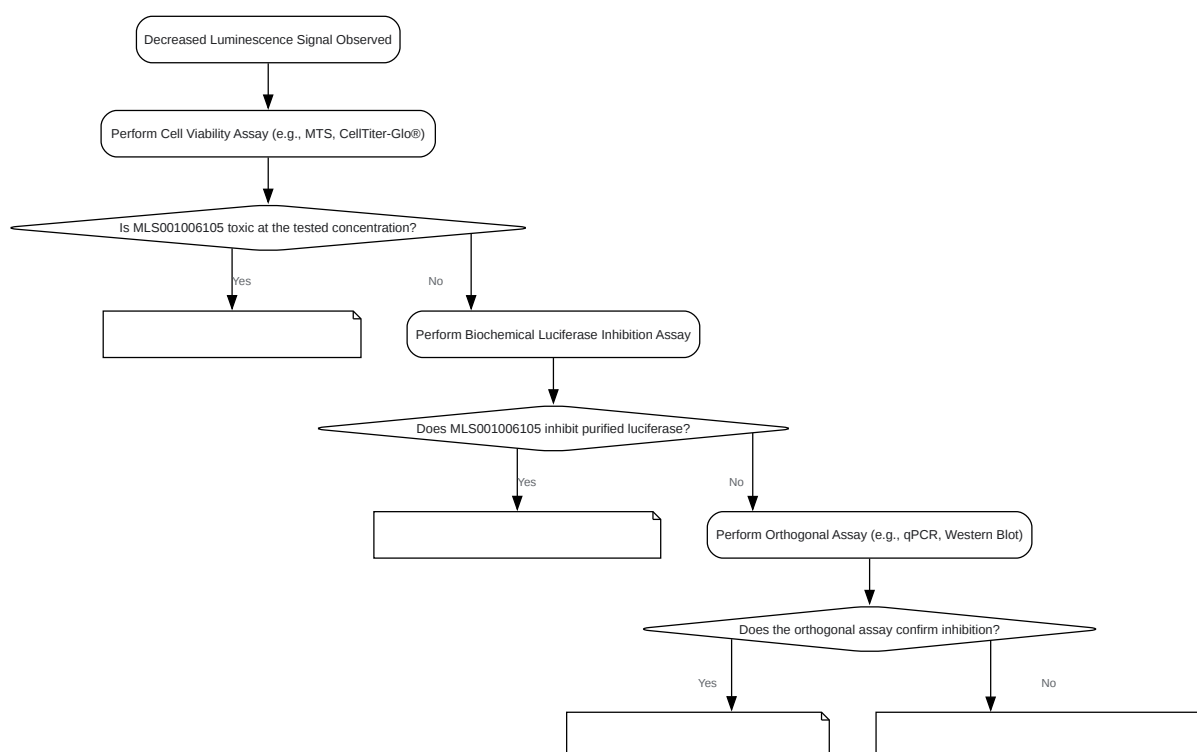 Decreased Luminescence Signal Observed
Perform Cell Viability Assay (e.g., MTS, CellTiter-Glo®)
Is MLS001006105 toxic at the tested concentration?
Yes
No
Perform Biochemical Luciferase Inhibition Assay
Does MLS001006105 inhibit purified luciferase?
Yes
No
Perform Orthogonal Assay (e.g., qPCR, Western Blot)
Does the orthogonal assay confirm inhibition?
Yes
No